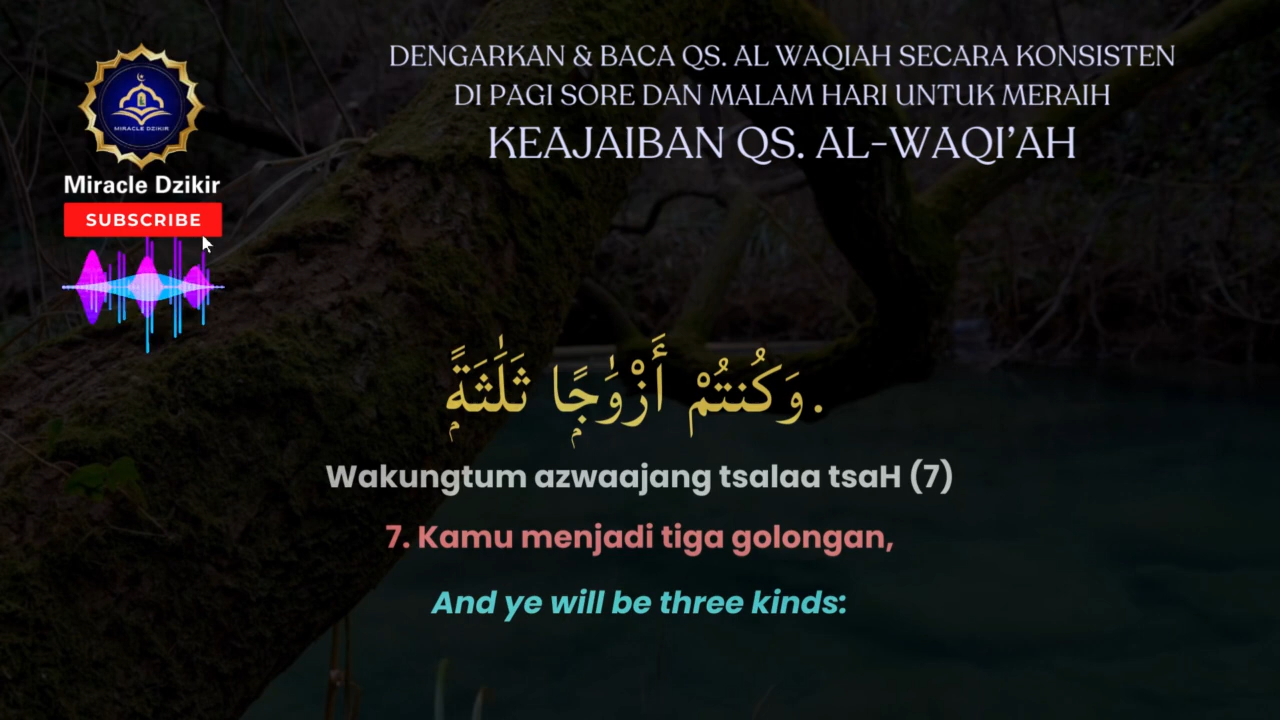 DENGARKAN & BACA QS. AL WAQIAH SECARA KONSISTEN
DI PAGI SORE DAN MALAM HARI UNTUK MERAIH
KEAJAIBAN QS. AL-WAQI'AH
MIRACLE DZIKIR
Miracle Dzikir
SUBSCRIBE
وَكُنتُمْ أَزْوَٰجًۭا ثَلَٰثَةًۭ.
Wakungtum azwaajang tsalaa tsaH (7)
7. Kamu menjadi tiga golongan,
And ye will be three kinds: